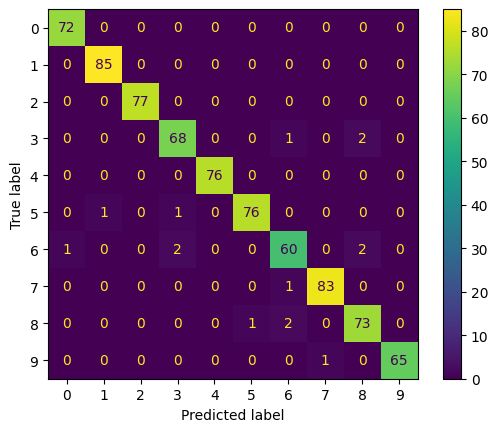 0 72 0 0 0 0 0 0 0 0 0
1 0 85 0 0 0 0 0 0 0 0
2 0 0 77 0 0 0 0 0 0 0
3 0 0 0 68 0 0 1 0 2 0
4 0 0 0 0 76 0 0 0 0 0
5 0 1 0 1 0 76 0 0 0 0
6 1 0 0 2 0 0 60 0 2 0
7 0 0 0 0 0 0 1 83 0 0
8 0 0 0 0 0 1 2 0 73 0
9 0 0 0 0 0 0 0 1 0 65
0 1 2 3 4 5 6 7 8 9
Predicted label
True label
80
70
60
50
40
30
20
10
0